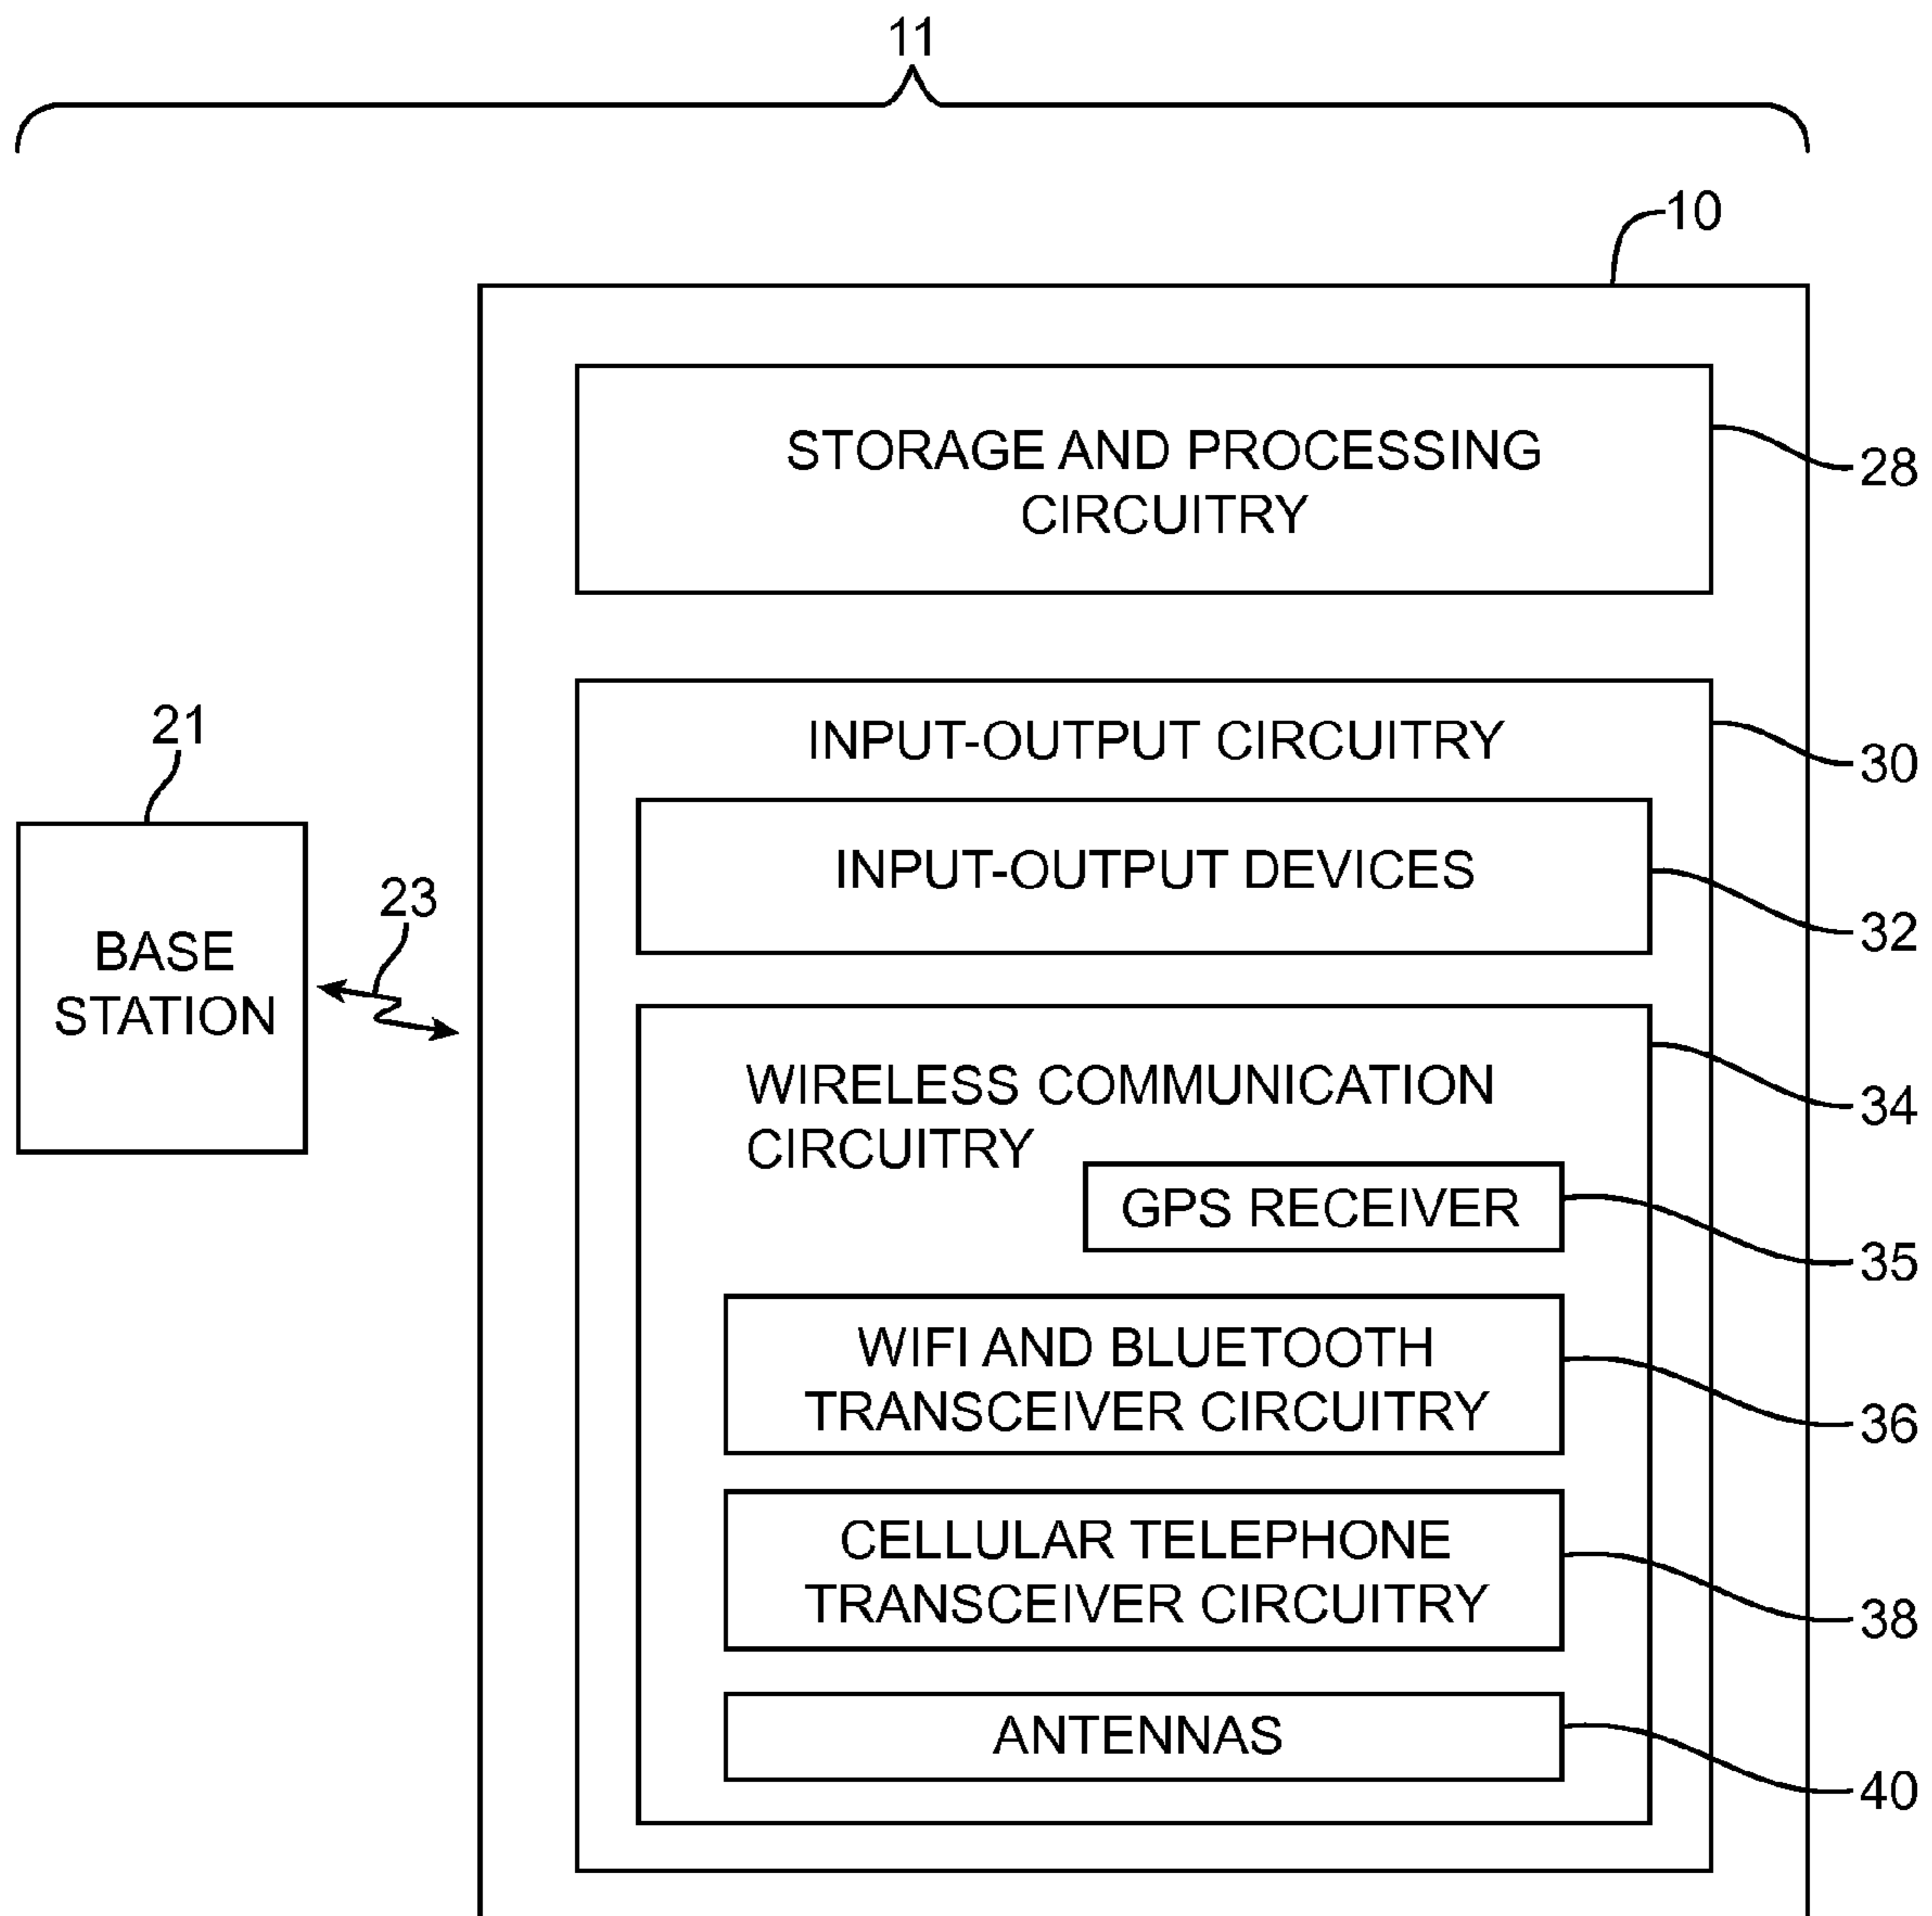 11
10
STORAGE AND PROCESSING
CIRCUITRY
28
INPUT-OUTPUT CIRCUITRY
30
INPUT-OUTPUT DEVICES
32
21
BASE
STATION
23
WIRELESS COMMUNICATION
CIRCUITRY
34
GPS RECEIVER
35
WIFI AND BLUETOOTH
TRANSCEIVER CIRCUITRY
36
CELLULAR TELEPHONE
TRANSCEIVER CIRCUITRY
38
ANTENNAS
40